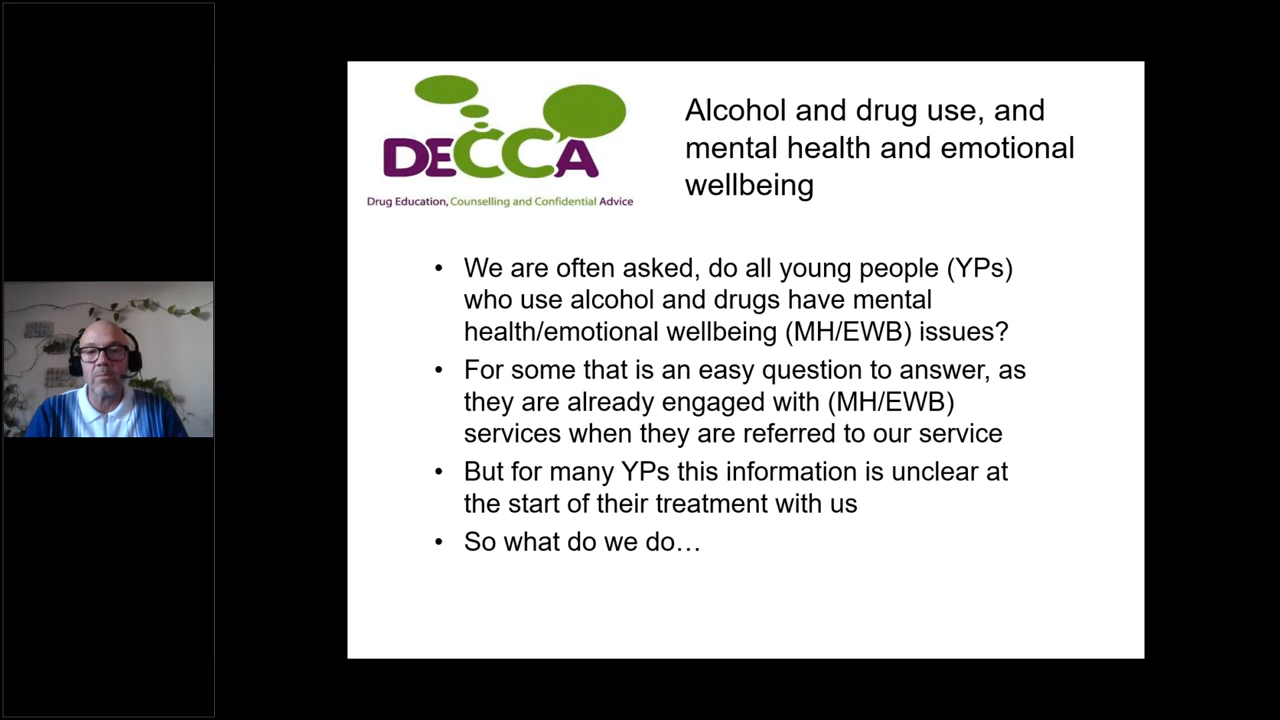 DECCA
Drug Education, Counselling and Confidential Advice
Alcohol and drug use, and
mental health and emotional
wellbeing
• We are often asked, do all young people (YPs)
who use alcohol and drugs have mental
health/emotional wellbeing (MH/EWB) issues?
• For some that is an easy question to answer, as
they are already engaged with (MH/EWB)
services when they are referred to our service
• But for many YPs this information is unclear at
the start of their treatment with us
• So what do we do…